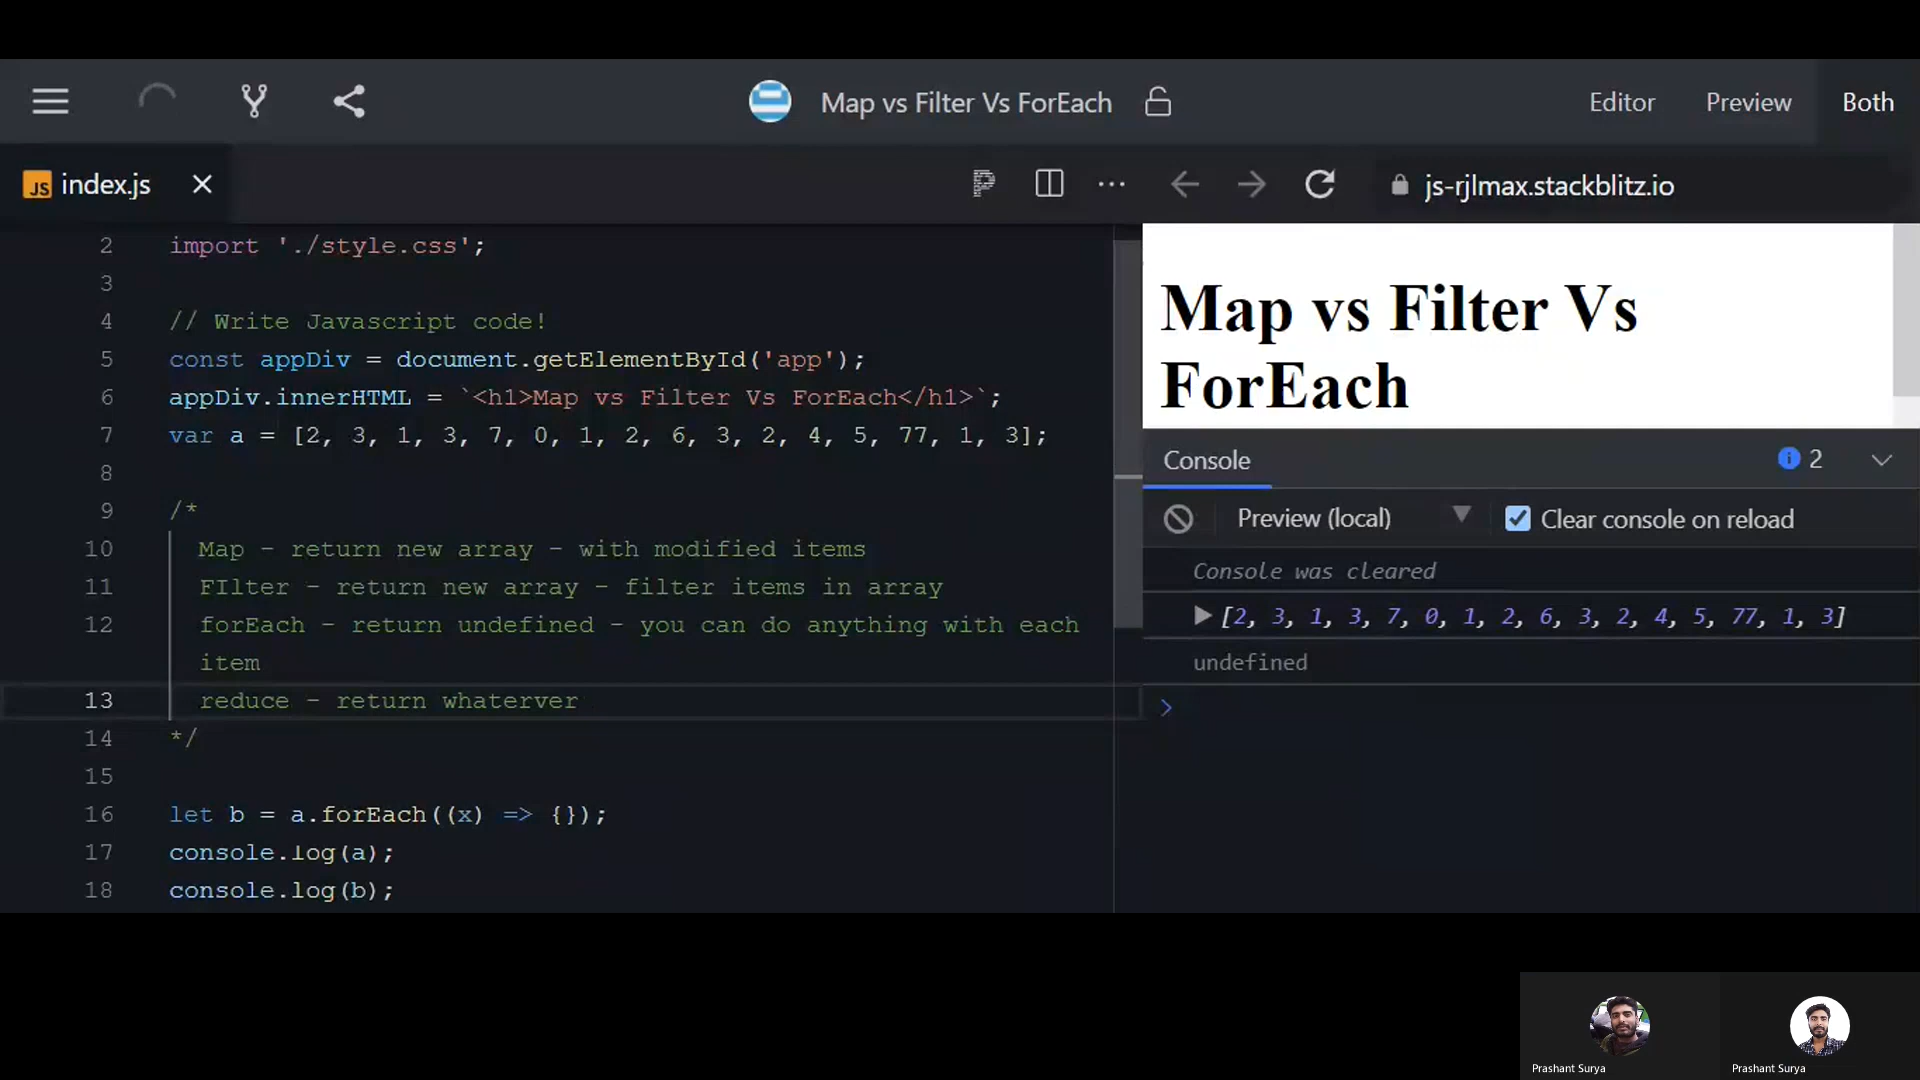 Map vs Filter Vs ForEach
Editor Preview Both
JS index.js
js-rjlmax.stackblitz.io
2 import './style.css';
3
4 // Write Javascript code!
5 const appDiv = document.getElementById('app');
6 appDiv.innerHTML = `<h1>Map vs Filter Vs ForEach</h1>`;
7 var a = [2, 3, 1, 3, 7, 0, 1, 2, 6, 3, 2, 4, 5, 77, 1, 3];
8
9 /*
10 Map - return new array - with modified items
11 FIlter - return new array - filter items in array
12 forEach - return undefined - you can do anything with each
item
13 reduce - return whaterver
14 */
15
16 let b = a.forEach((x) => {});
17 console.log(a);
18 console.log(b);
Map vs Filter Vs
ForEach
Console 2
Preview (local) Clear console on reload
Console was cleared
[2, 3, 1, 3, 7, 0, 1, 2, 6, 3, 2, 4, 5, 77, 1, 3]
undefined
>
Prashant Surya
Prashant Surya